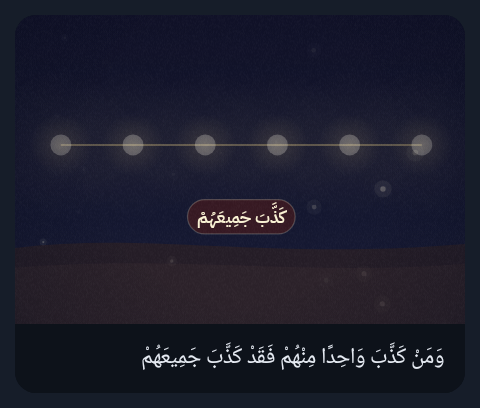 كَذَّبَ جَمِيعَهُمْ
وَمَنْ كَذَّبَ وَاحِدًا مِنْهُمْ فَقَدْ كَذَّبَ جَمِيعَهُمْ